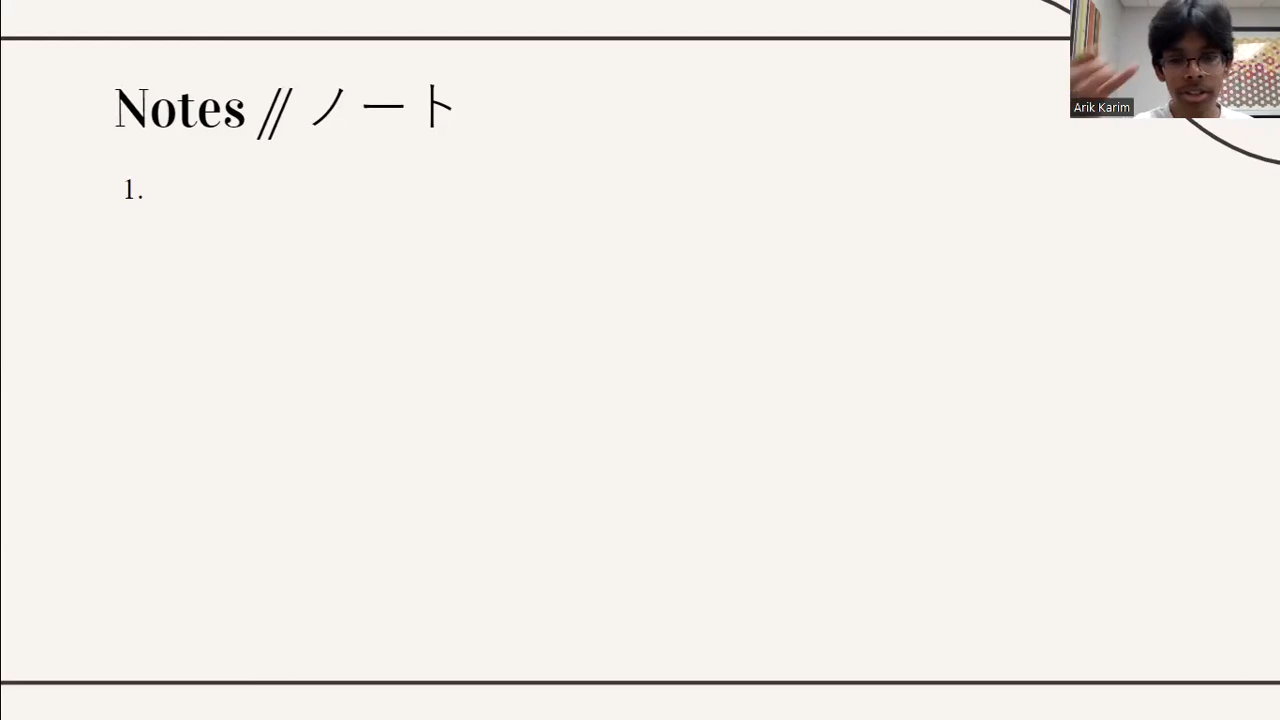 Notes // ノート
1.
Arik Karim